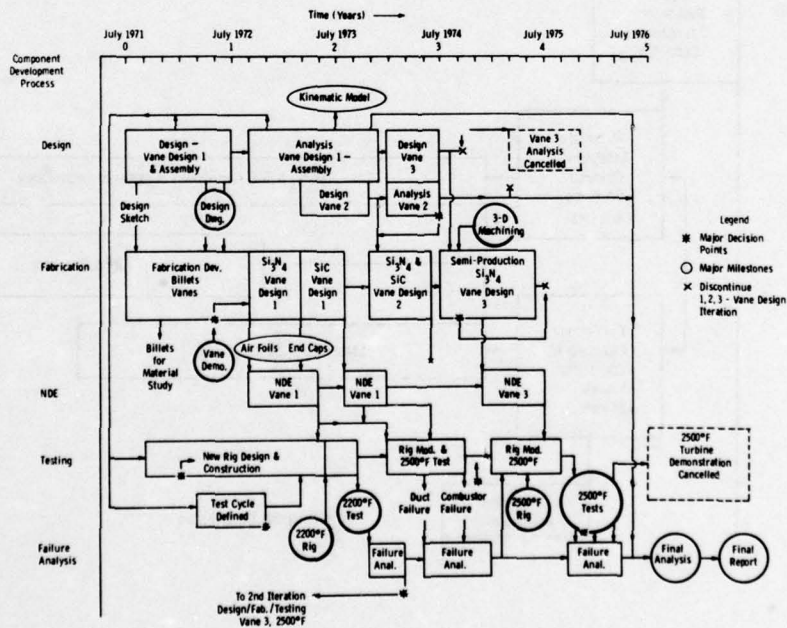 Time (Years)
July 1971 July 1972 July 1973 July 1974 July 1975 July 1976
0 1 2 3 4 5
Component
Development
Process
Kinematic Model
Design
Design –
Vane Design 1
& Assembly
Analysis
Vane Design 1 –
Assembly
Design
Vane
3
Vane 3
Analysis
Cancelled
Design
Vane 2
Analysis
Vane 2
Design
Sketch
Design
Dwg.
3-D
Machining
Legend
Major Decision
Points
Major Milestones
Discontinue
1, 2, 3 - Vane Design
Iteration
Fabrication
Fabrication Dev.
Billets
Vanes
Si3N4
Vane
Design
1
SiC
Vane
Design
1
Si3N4 &
SiC
Vane Design
2
Semi-Production
Si3N4
Vane Design
3
Billets
for
Material
Study
Vane
Demo.
Air Foils End Caps
NDE
NDE
Vane 1
NDE
Vane 1
NDE
Vane 3
Testing
New Rig Design &
Construction
Rig Mod. &
2500°F Test
Rig Mod.
2500°F
2500°F
Turbine
Demonstration
Cancelled
Test Cycle
Defined
2200°F
Rig
2200°F
Test
Duct
Failure
Combustor
Failure
2500°F
Rig
2500°F
Tests
Failure
Analysis
Failure
Anal.
Failure
Anal.
Failure
Anal.
Final
Analysis
Final
Report
To 2nd Iteration
Design/Fab./Testing
Vane 3, 2500°F